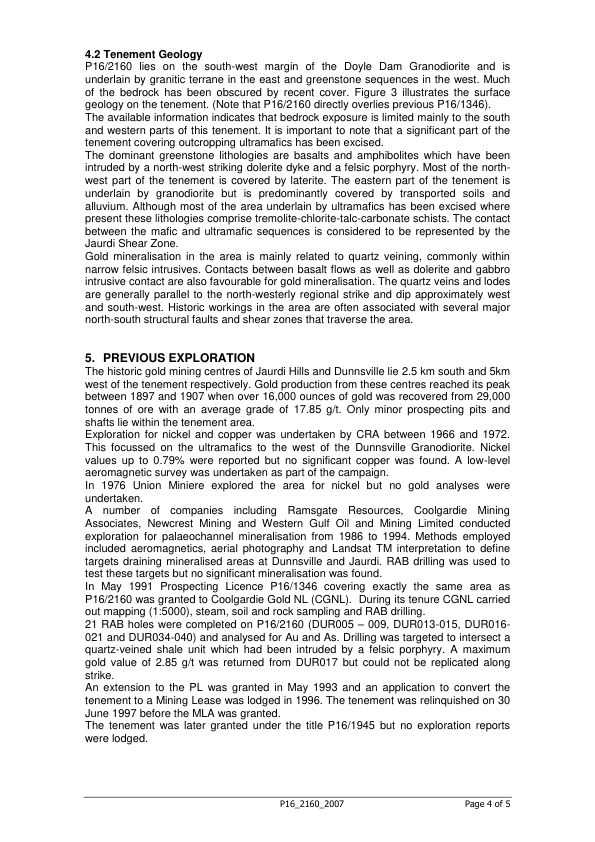 4.2 Tenement Geology
P16/2160 lies on the south-west margin of the Doyle Dam Granodiorite and is
underlain by granitic terrane in the east and greenstone sequences in the west. Much
of the bedrock has been obscured by recent cover. Figure 3 illustrates the surface
geology on the tenement. (Note that P16/2160 directly overlies previous P16/1346).
The available information indicates that bedrock exposure is limited mainly to the south
and western parts of this tenement. It is important to note that a significant part of the
tenement covering outcropping ultramafics has been excised.
The dominant greenstone lithologies are basalts and amphibolites which have been
intruded by a north-west striking dolerite dyke and a felsic porphyry. Most of the north-
west part of the tenement is covered by laterite. The eastern part of the tenement is
underlain by granodiorite but is predominantly covered by transported soils and
alluvium. Although most of the area underlain by ultramafics has been excised where
present these lithologies comprise tremolite-chlorite-talc-carbonate schists. The contact
between the mafic and ultramafic sequences is considered to be represented by the
Jaurdi Shear Zone.
Gold mineralisation in the area is mainly related to quartz veining, commonly within
narrow felsic intrusives. Contacts between basalt flows as well as dolerite and gabbro
intrusive contact are also favourable for gold mineralisation. The quartz veins and lodes
are generally parallel to the north-westerly regional strike and dip approximately west
and south-west. Historic workings in the area are often associated with several major
north-south structural faults and shear zones that traverse the area.
5. PREVIOUS EXPLORATION
The historic gold mining centres of Jaurdi Hills and Dunnsville lie 2.5 km south and 5km
west of the tenement respectively. Gold production from these centres reached its peak
between 1897 and 1907 when over 16,000 ounces of gold was recovered from 29,000
tonnes of ore with an average grade of 17.85 g/t. Only minor prospecting pits and
shafts lie within the tenement area.
Exploration for nickel and copper was undertaken by CRA between 1966 and 1972.
This focussed on the ultramafics to the west of the Dunnsville Granodiorite. Nickel
values up to 0.79% were reported but no significant copper was found. A low-level
aeromagnetic survey was undertaken as part of the campaign.
In 1976 Union Miniere explored the area for nickel but no gold analyses were
undertaken.
A number of companies including Ramsgate Resources, Coolgardie Mining
Associates, Newcrest Mining and Western Gulf Oil and Mining Limited conducted
exploration for palaeochannel mineralisation from 1986 to 1994. Methods employed
included aeromagnetics, aerial photography and Landsat TM interpretation to define
targets draining mineralised areas at Dunnsville and Jaurdi. RAB drilling was used to
test these targets but no significant mineralisation was found.
In May 1991 Prospecting Licence P16/1346 covering exactly the same area as
P16/2160 was granted to Coolgardie Gold NL (CGNL). During its tenure CGNL carried
out mapping (1:5000), steam, soil and rock sampling and RAB drilling.
21 RAB holes were completed on P16/2160 (DUR005 – 009, DUR013-015, DUR016-
021 and DUR034-040) and analysed for Au and As. Drilling was targeted to intersect a
quartz-veined shale unit which had been intruded by a felsic porphyry. A maximum
gold value of 2.85 g/t was returned from DUR017 but could not be replicated along
strike.
An extension to the PL was granted in May 1993 and an application to convert the
tenement to a Mining Lease was lodged in 1996. The tenement was relinquished on 30
June 1997 before the MLA was granted.
The tenement was later granted under the title P16/1945 but no exploration reports
were lodged.
P16_2160_2007 Page 4 of 5